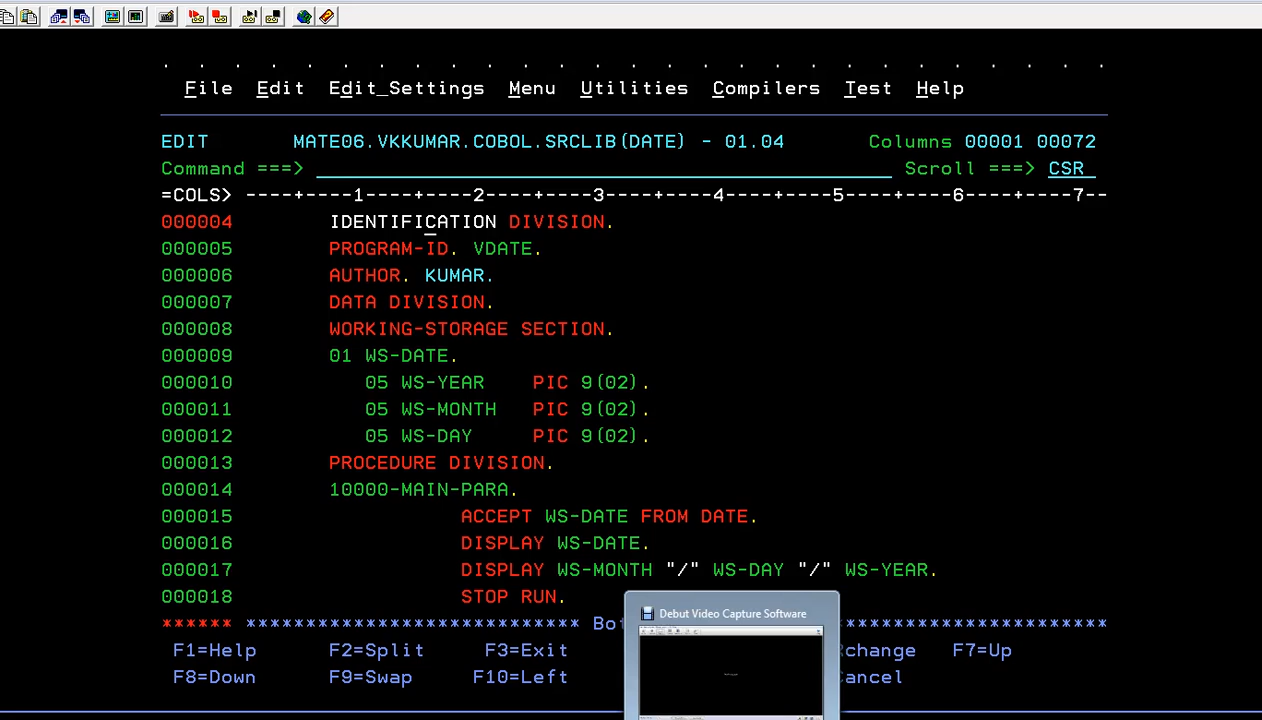 . . . . . . . . . . . . . . . . . . . . . . . . . . .
File Edit Edit_Settings Menu Utilities Compilers Test Help
EDIT MATE06.VKKUMAR.COBOL.SRCLIB(DATE) - 01.04 Columns 00001 00072
Command ===> Scroll ===> CSR
=COLS> ----+----1----+----2----+----3----+----4----+----5----+----6----+----7--
000004 IDENTIFICATION DIVISION.
000005 PROGRAM-ID. VDATE.
000006 AUTHOR. KUMAR.
000007 DATA DIVISION.
000008 WORKING-STORAGE SECTION.
000009 01 WS-DATE.
000010 05 WS-YEAR PIC 9(02).
000011 05 WS-MONTH PIC 9(02).
000012 05 WS-DAY PIC 9(02).
000013 PROCEDURE DIVISION.
000014 10000-MAIN-PARA.
000015 ACCEPT WS-DATE FROM DATE.
000016 DISPLAY WS-DATE.
000017 DISPLAY WS-MONTH "/" WS-DAY "/" WS-YEAR.
000018 STOP RUN.
Debut Video Capture Software
****** **************************** Bo **********************
F1=Help F2=Split F3=Exit change F7=Up
F8=Down F9=Swap F10=Left ancel